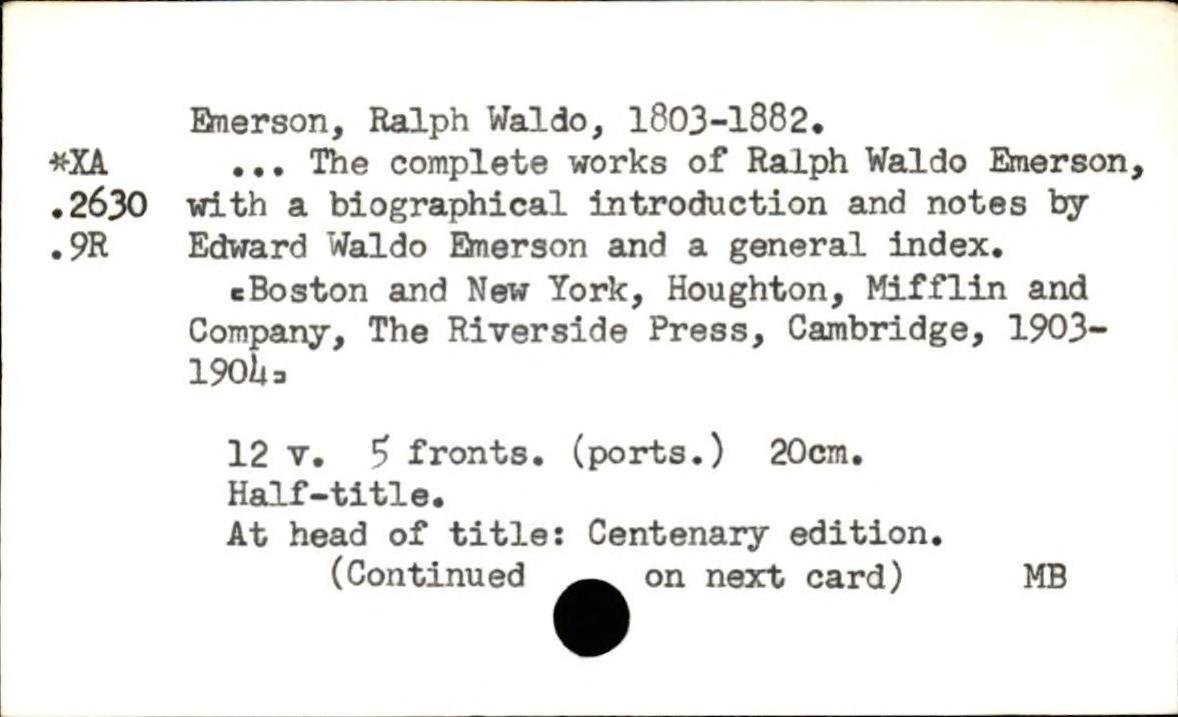 Emerson, Ralph Waldo, 1803-1882.
*XA ... The complete works of Ralph Waldo Emerson,
.2630 with a biographical introduction and notes by
.9R Edward Waldo Emerson and a general index.
[Boston and New York, Houghton, Mifflin and
Company, The Riverside Press, Cambridge, 1903-
1904]
12 v. 5 fronts. (ports.) 20cm.
Half-title.
At head of title: Centenary edition.
(Continued on next card) MB